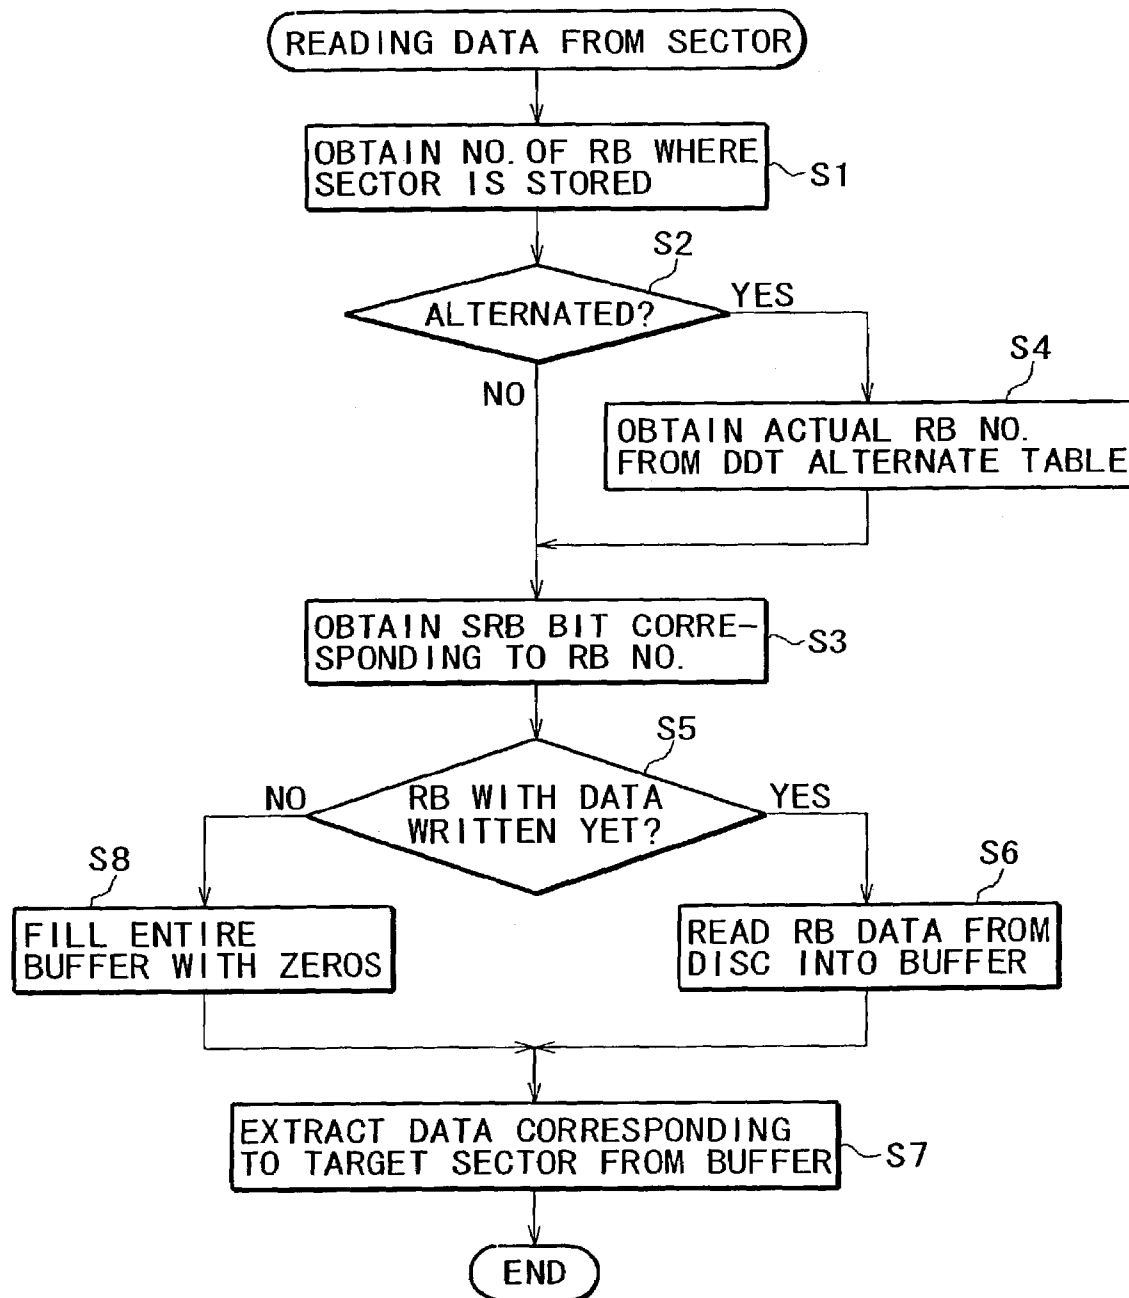 READING DATA FROM SECTOR
OBTAIN NO. OF RB WHERE
SECTOR IS STORED
S1
S2
ALTERNATED?
YES
NO
S4
OBTAIN ACTUAL RB NO.
FROM DDT ALTERNATE TABLE
OBTAIN SRB BIT CORRE-
SPONDING TO RB NO.
S3
S5
RB WITH DATA
WRITTEN YET?
NO
YES
S8
FILL ENTIRE
BUFFER WITH ZEROS
S6
READ RB DATA FROM
DISC INTO BUFFER
EXTRACT DATA CORRESPONDING
TO TARGET SECTOR FROM BUFFER
S7
END